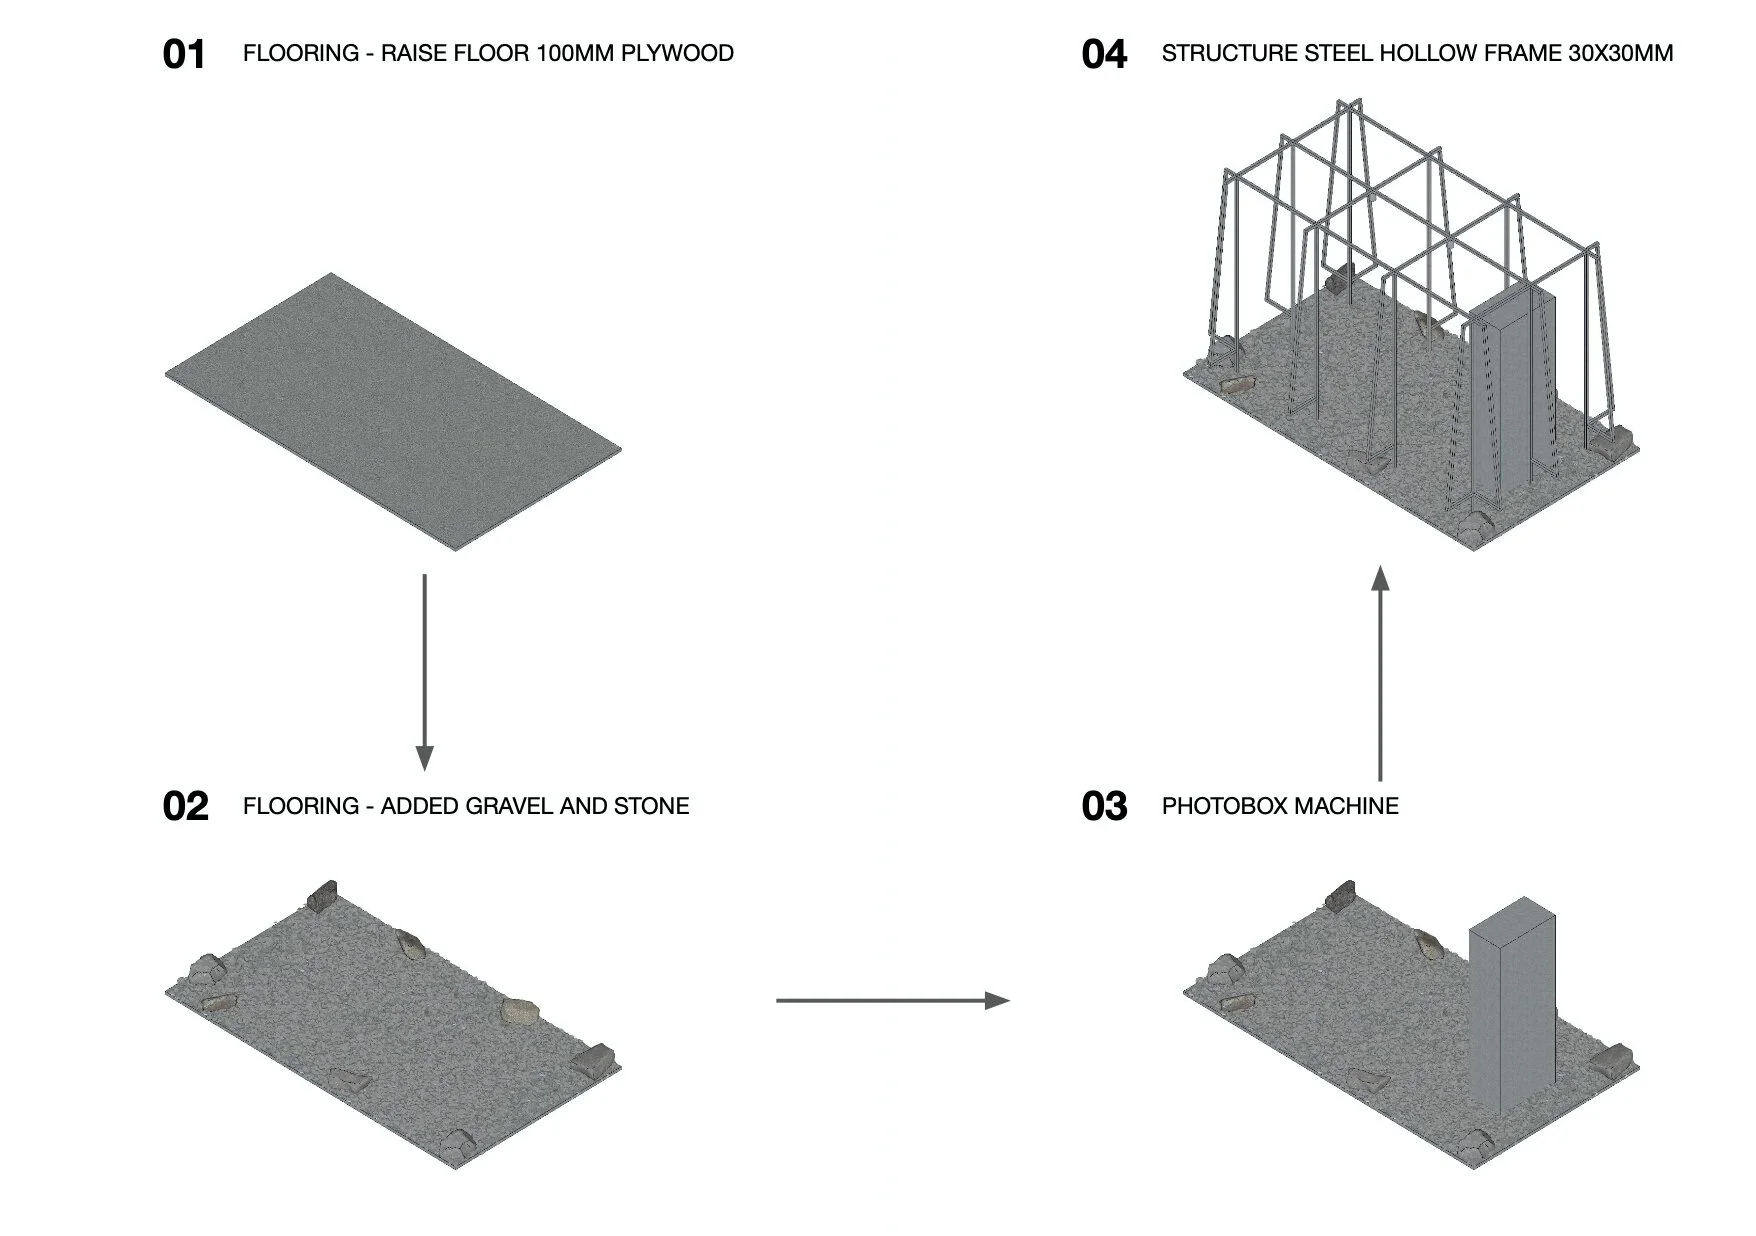 01 FLOORING - RAISE FLOOR 100MM PLYWOOD
04 STRUCTURE STEEL HOLLOW FRAME 30X30MM
02 FLOORING - ADDED GRAVEL AND STONE
03 PHOTOBOX MACHINE